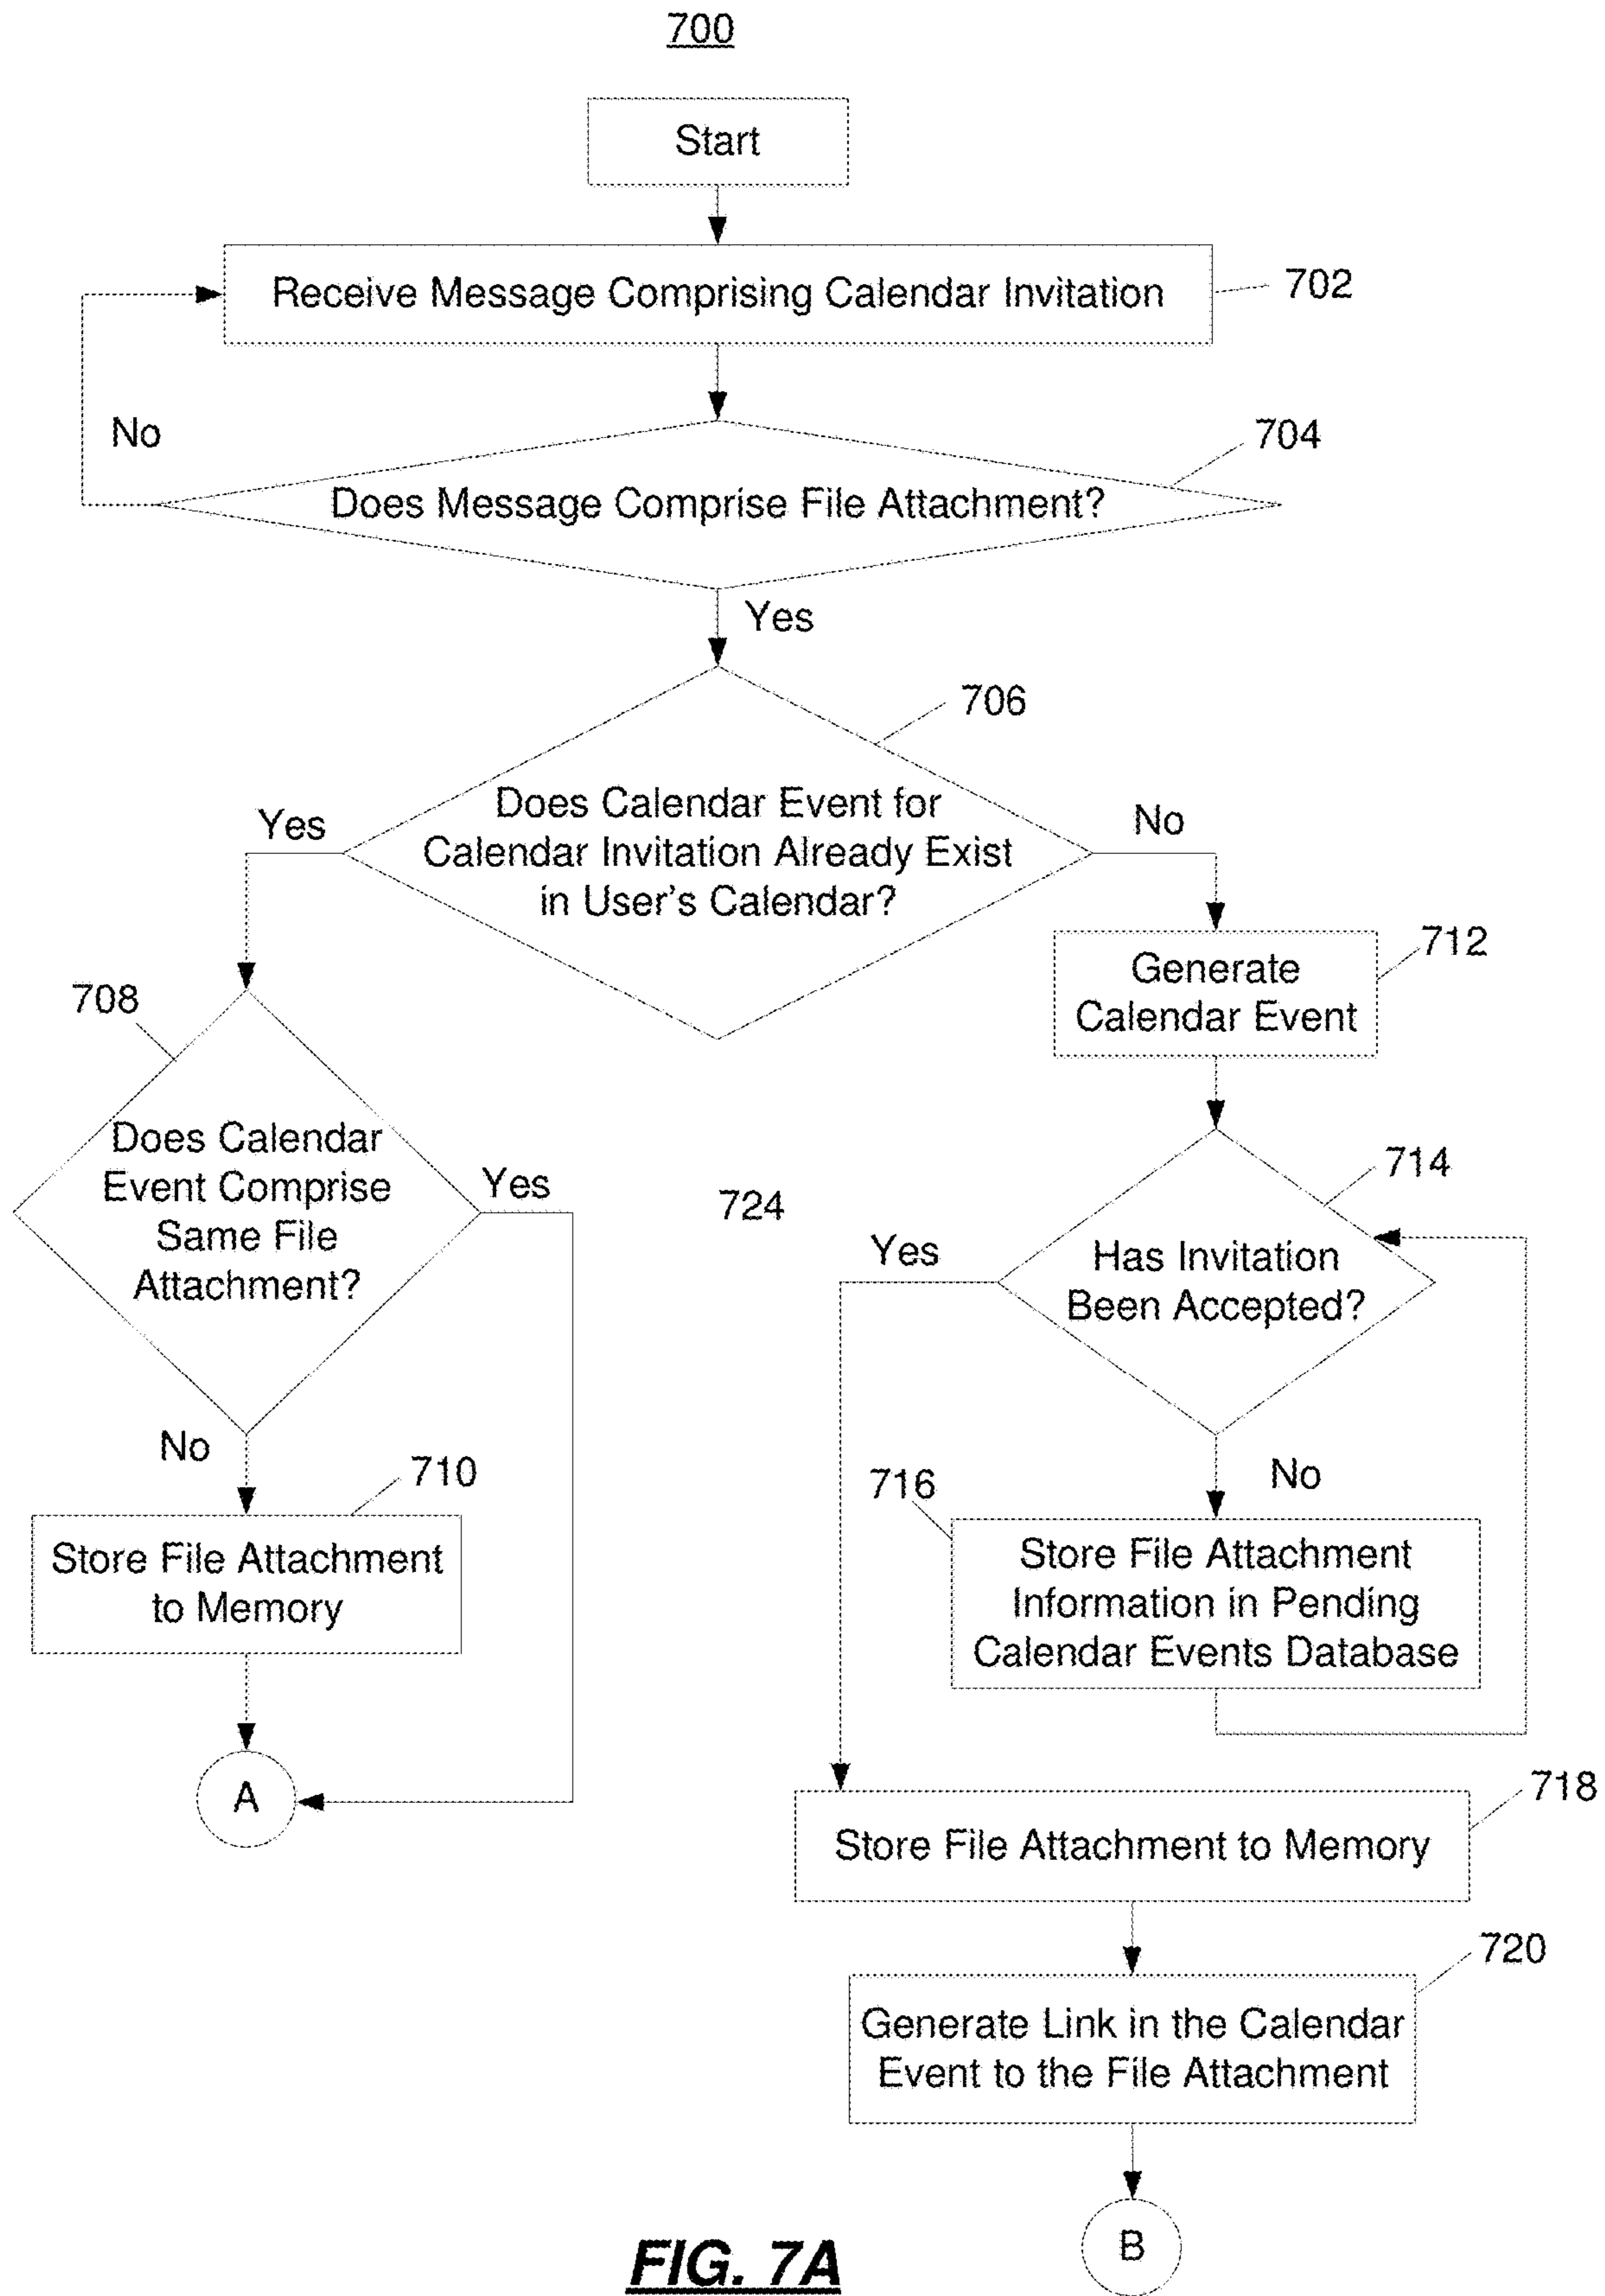 700
Start
Receive Message Comprising Calendar Invitation
702
No
704
Does Message Comprise File Attachment?
Yes
706
Does Calendar Event for
Calendar Invitation Already Exist
in User's Calendar?
Yes
No
712
Generate
Calendar Event
708
Does Calendar
Event Comprise
Same File
Attachment?
Yes
724
714
Yes
Has Invitation
Been Accepted?
No
710
Store File Attachment
to Memory
No
716
Store File Attachment
Information in Pending
Calendar Events Database
A
718
Store File Attachment to Memory
720
Generate Link in the Calendar
Event to the File Attachment
B
FIG. 7A